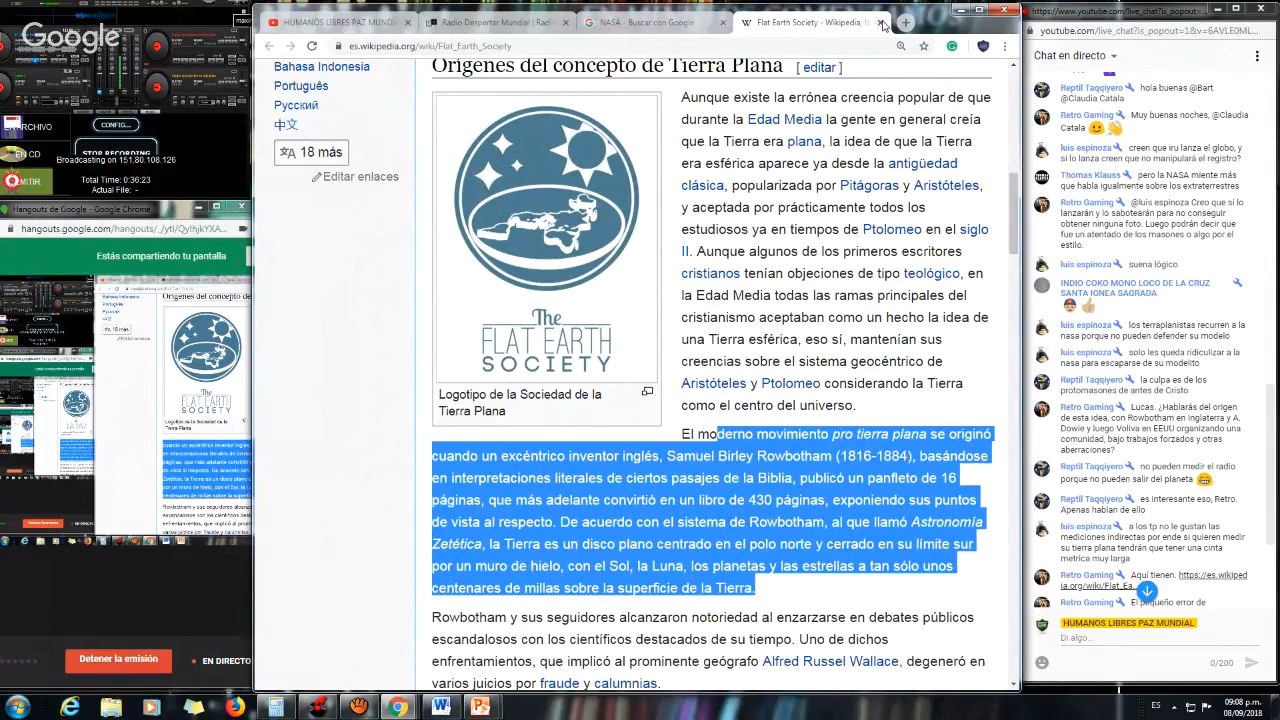 HUMANOS LIBRES PAZ MUNDIAL
Radio Despertar Mundial | Radi
NASA - Buscar con Google
Flat Earth Society - Wikipedia, la
es.wikipedia.org/wiki/Flat_Earth_Society
Google
CONFIG...
ARCHIVO
EN CD
STOP RECORDING
Broadcasting on 151.80.108.126
Total Time: 0:36:23
Actual File: -
Hangouts de Google - Google Chrome
hangouts.google.com/hangouts/_/ytl/QylhjkYXA...
Estás compartiendo tu pantalla
Detener la emisión
EN DIRECTO
Bahasa Indonesia
Português
Русский
中文
18 más
Editar enlaces
Orígenes del concepto de Tierra Plana [ editar ]
The
FLAT EARTH
SOCIETY
Logotipo de la Sociedad de la
Tierra Plana
Aunque existe la errónea creencia popular de que
durante la Edad Media la gente en general creía
que la Tierra era plana, la idea de que la Tierra
era esférica aparece ya desde la antigüedad
clásica, popularizada por Pitágoras y Aristóteles,
y aceptada por prácticamente todos los
estudiosos ya en tiempos de Ptolomeo en el siglo
II. Aunque algunos de los primeros escritores
cristianos tenían objeciones de tipo teológico, en
la Edad Media todas las ramas principales del
cristianismo aceptaban como un hecho la idea de
una Tierra esférica, eso sí, mantenían sus
creencias sobre el sistema geocéntrico de
Aristóteles y Ptolomeo considerando la Tierra
como el centro del universo.
El moderno movimiento pro tierra plana se originó
cuando un excéntrico inventor inglés, Samuel Birley Rowbotham (1816-1884), basándose
en interpretaciones literales de ciertos pasajes de la Biblia, publicó un panfleto de 16
páginas, que más adelante convirtió en un libro de 430 páginas, exponiendo sus puntos
de vista al respecto. De acuerdo con el sistema de Rowbotham, al que llamó Astronomía
Zetética, la Tierra es un disco plano centrado en el polo norte y cerrado en su límite sur
por un muro de hielo, con el Sol, la Luna, los planetas y las estrellas a tan sólo unos
centenares de millas sobre la superficie de la Tierra.
Rowbotham y sus seguidores alcanzaron notoriedad al enzarzarse en debates públicos
escandalosos con los científicos destacados de su tiempo. Uno de dichos
enfrentamientos, que implicó al prominente geógrafo Alfred Russel Wallace, degeneró en
varios juicios por fraude y calumnias.
https://www.youtube.com/live_chat?is_popout=1
youtube.com/live_chat?is_popout=1&v=6AVLE0ML...
Chat en directo
Reptil Taqqiyero hola buenas @Bart
@Claudia Catala
Retro Gaming Muy buenas noches, @Claudia
Catala
luis espinoza creen que iru lanza el globo, y
si lo lanza creen que no manipulará el registro?
Thomas Klauss pero la NASA miente más
que habla igualmente sobre los extraterrestres
Retro Gaming @luis espinoza Creo que si lo
lanzarán y lo sabotearán para no conseguir
obtener ninguna foto. Luego podrán decir que
fue un atentado de los masones o algo por el
estilo.
luis espinoza suena lógico
INDIO COKO MONO LOCO DE LA CRUZ
SANTA IGNEA SAGRADA
luis espinoza los terraplanistas recurren a la
nasa porque no pueden defender su modelo
luis espinoza solo les queda ridiculizar a la
nasa para escaparse de su modelito
Reptil Taqqiyero la culpa es de los
protomasones de antes de Cristo
Retro Gaming Lucas. ¿Hablarás del origen
de esta idea, con Rowbotham en Inglaterra y A.
Dowie y luego Voliva en EEUU organizando una
comunidad, bajo trabajos forzados y otras
aberraciones?
Reptil Taqqiyero no pueden medir el radio
porque no pueden salir del planeta
Reptil Taqqiyero es interesante eso, Retro.
Apenas hablan de ello
luis espinoza a los tp no le gustan las
mediciones indirectas por ende si quieren medir
su tierra plana tendrán que tener una cinta
metrica muy larga
Retro Gaming Aquí tienen. https://es.wikiped
ia.org/wiki/Flat_Ea...
Retro Gaming El pequeño error de
HUMANOS LIBRES PAZ MUNDIAL
Di algo...
0/200
ES
09:08 p.m.
08/09/2018